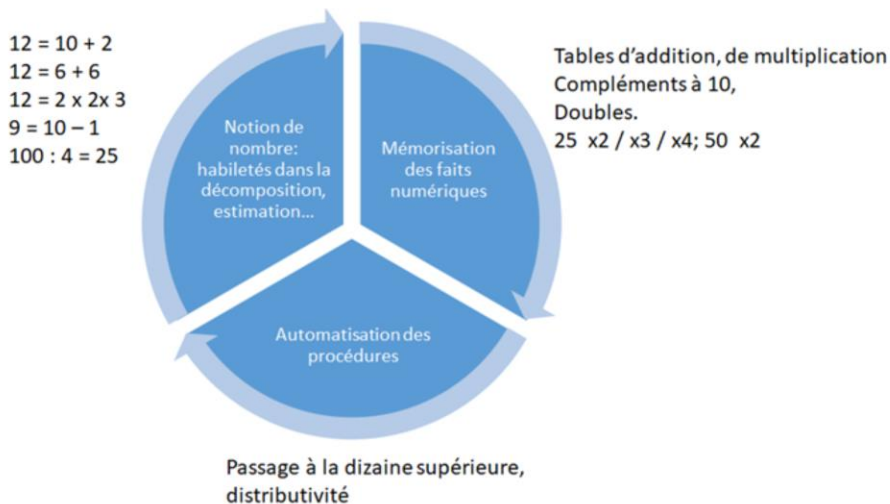 12 = 10 + 2
12 = 6 + 6
12 = 2 x 2x 3
9 = 10 – 1
100 : 4 = 25
Notion de
nombre:
habiletés dans la
décomposition,
estimation...
Mémorisation
des faits
numériques
Tables d’addition, de multiplication
Compléments à 10,
Doubles.
25 x2 / x3 / x4; 50 x2
Automatisation des
procédures
Passage à la dizaine supérieure,
distributivité